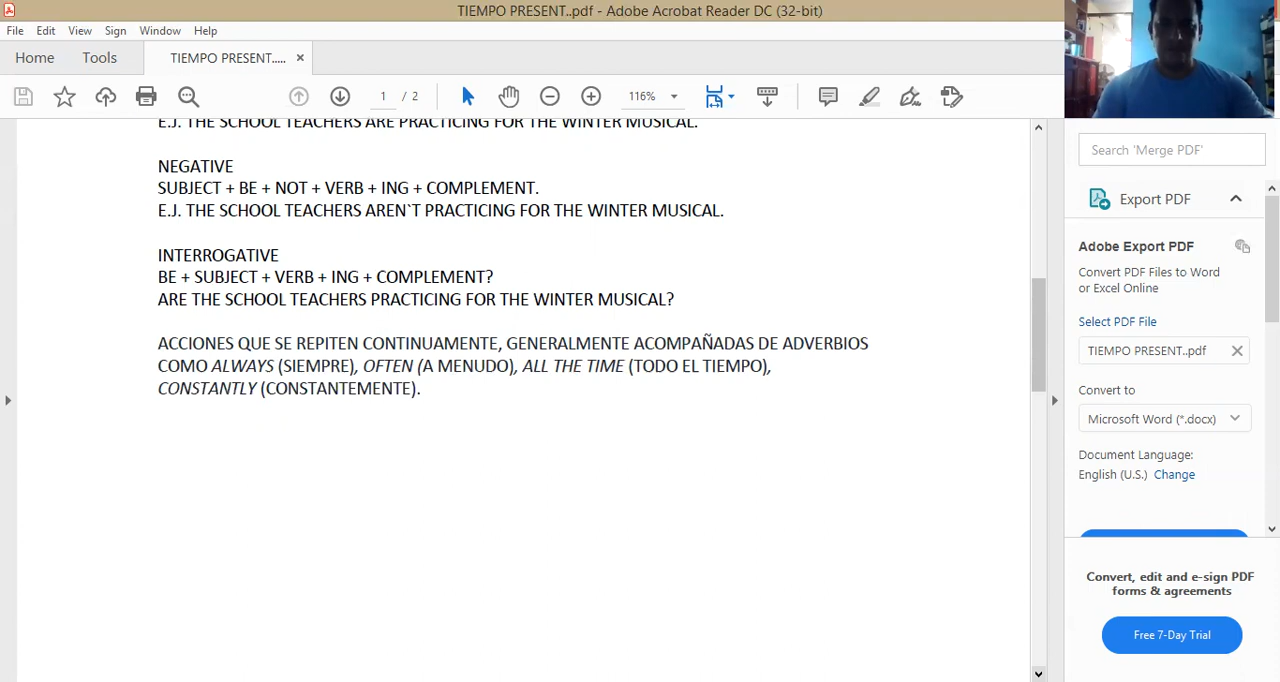 TIEMPO PRESENT..pdf - Adobe Acrobat Reader DC (32-bit)
File Edit View Sign Window Help
Home Tools TIEMPO PRESENT..... ×
1 / 2 116%
E.J. THE SCHOOL TEACHERS ARE PRACTICING FOR THE WINTER MUSICAL.
NEGATIVE
SUBJECT + BE + NOT + VERB + ING + COMPLEMENT.
E.J. THE SCHOOL TEACHERS AREN`T PRACTICING FOR THE WINTER MUSICAL.
INTERROGATIVE
BE + SUBJECT + VERB + ING + COMPLEMENT?
ARE THE SCHOOL TEACHERS PRACTICING FOR THE WINTER MUSICAL?
ACCIONES QUE SE REPITEN CONTINUAMENTE, GENERALMENTE ACOMPAÑADAS DE ADVERBIOS
COMO ALWAYS (SIEMPRE), OFTEN (A MENUDO), ALL THE TIME (TODO EL TIEMPO),
CONSTANTLY (CONSTANTEMENTE).
Search 'Merge PDF'
Export PDF
Adobe Export PDF
Convert PDF Files to Word
or Excel Online
Select PDF File
TIEMPO PRESENT..pdf
Convert to
Microsoft Word (*.docx)
Document Language:
English (U.S.) Change
Convert, edit and e-sign PDF
forms & agreements
Free 7-Day Trial